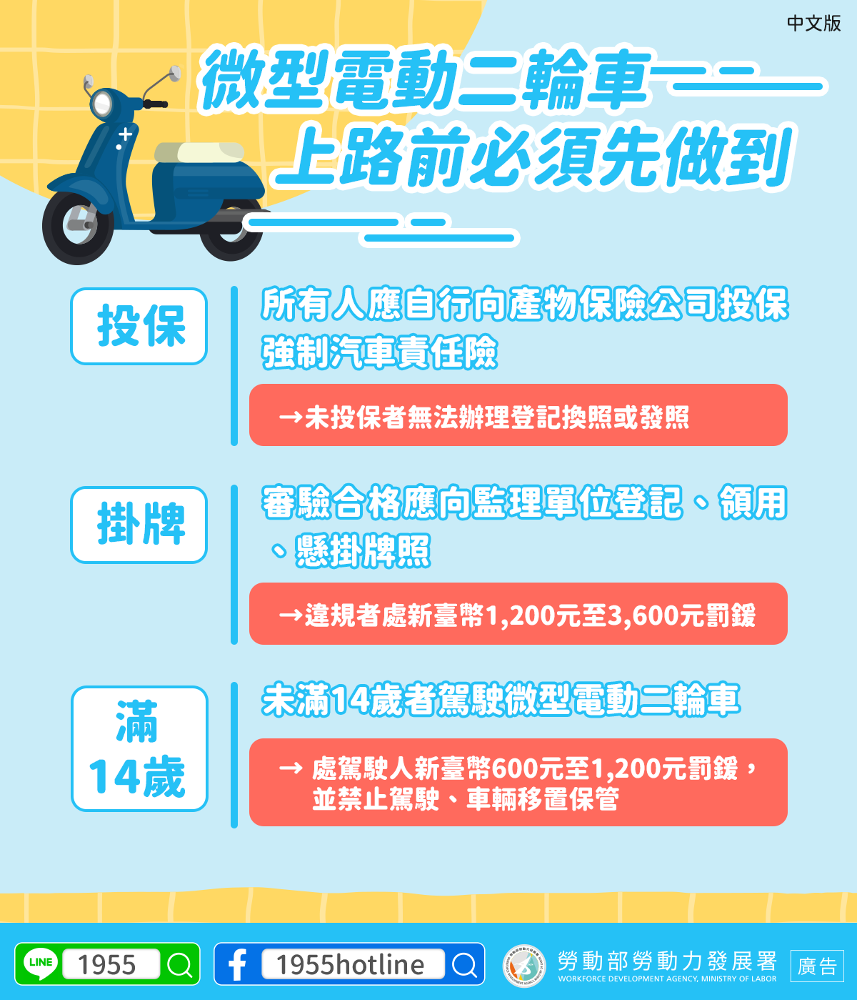 中文版
微型電動二輪車
上路前必須先做到
投保
所有人應自行向產物保險公司投保
強制汽車責任險
→未投保者無法辦理登記換照或發照
掛牌
審驗合格應向監理單位登記、領用
、懸掛牌照
→違規者處新臺幣1,200元至3,600元罰鍰
滿
14歲
未滿14歲者駕駛微型電動二輪車
→ 處駕駛人新臺幣600元至1,200元罰鍰，
並禁止駕駛、車輛移置保管
LINE 1955
f 1955hotline
勞動部勞動力發展署
WORKFORCE DEVELOPMENT AGENCY, MINISTRY OF LABOR
廣告